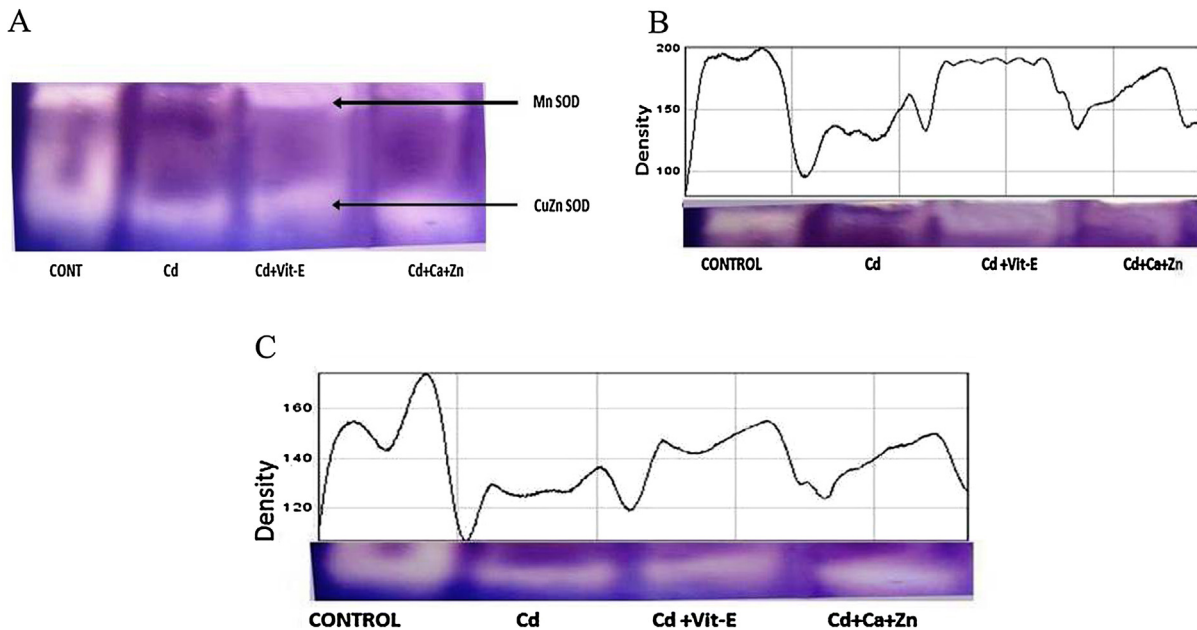 A
Mn SOD
CuZn SOD
CONT Cd Cd+Vit-E Cd+Ca+Zn
B
200
150
100
Density
CONTROL Cd Cd +Vit-E Cd+Ca+Zn
C
160
140
120
Density
CONTROL Cd Cd +Vit-E Cd+Ca+Zn